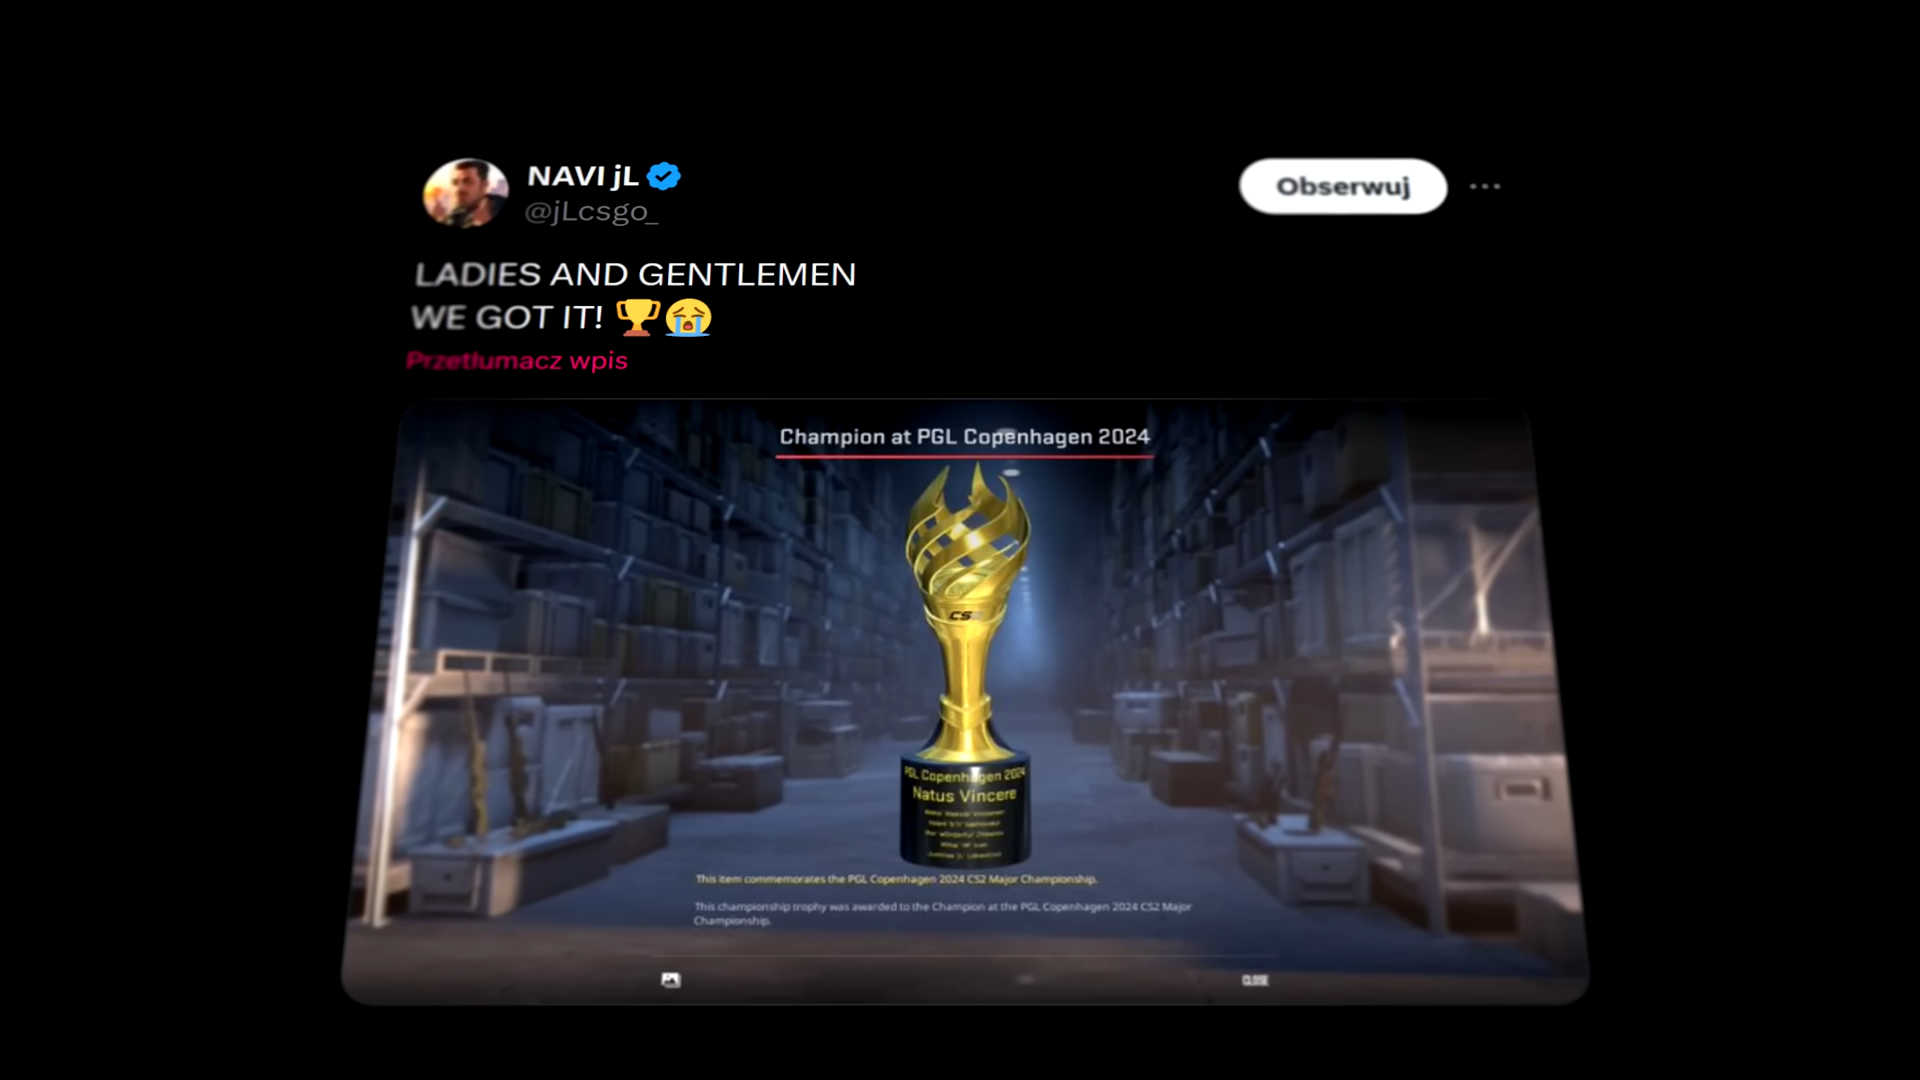 NAVI jL
@jLcsgo_
Obserwuj
LADIES AND GENTLEMEN
WE GOT IT! 🏆😭
Przetłumacz wpis
Champion at PGL Copenhagen 2024
CS2
PGL Copenhagen 2024
Natus Vincere
This item commemorates the PGL Copenhagen 2024 CS2 Major Championship.
This championship trophy was awarded to the Champion at the PGL Copenhagen 2024 CS2 Major
Championship.
CLOSE